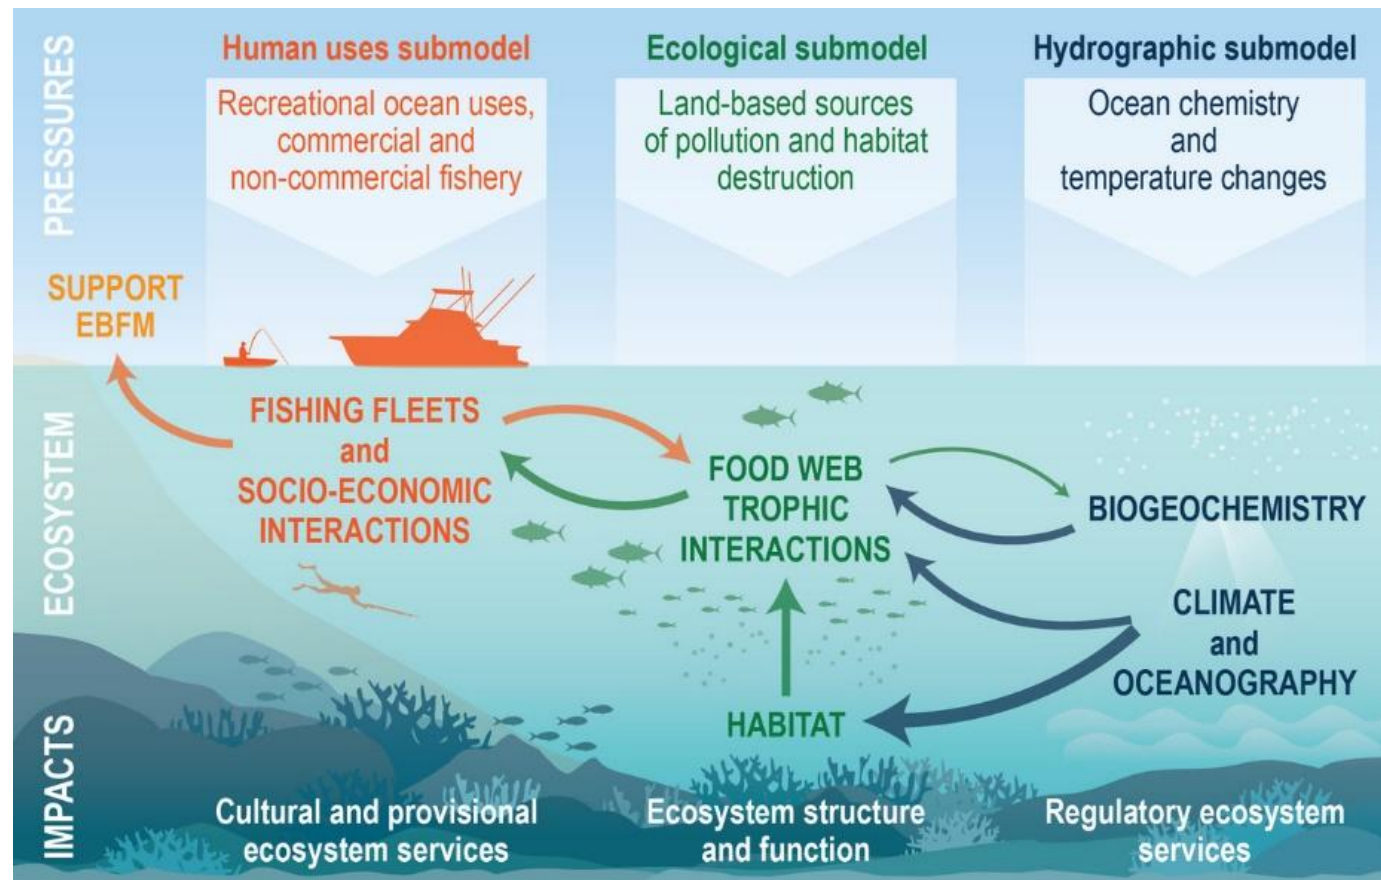 PRESSURES
Human uses submodel
Recreational ocean uses,
commercial and
non-commercial fishery
Ecological submodel
Land-based sources
of pollution and habitat
destruction
Hydrographic submodel
Ocean chemistry
and
temperature changes
SUPPORT
EBFM
ECOSYSTEM
FISHING FLEETS
and
SOCIO-ECONOMIC
INTERACTIONS
FOOD WEB
TROPHIC
INTERACTIONS
BIOGEOCHEMISTRY
CLIMATE
and
OCEANOGRAPHY
HABITAT
IMPACTS
Cultural and provisional
ecosystem services
Ecosystem structure
and function
Regulatory ecosystem
services